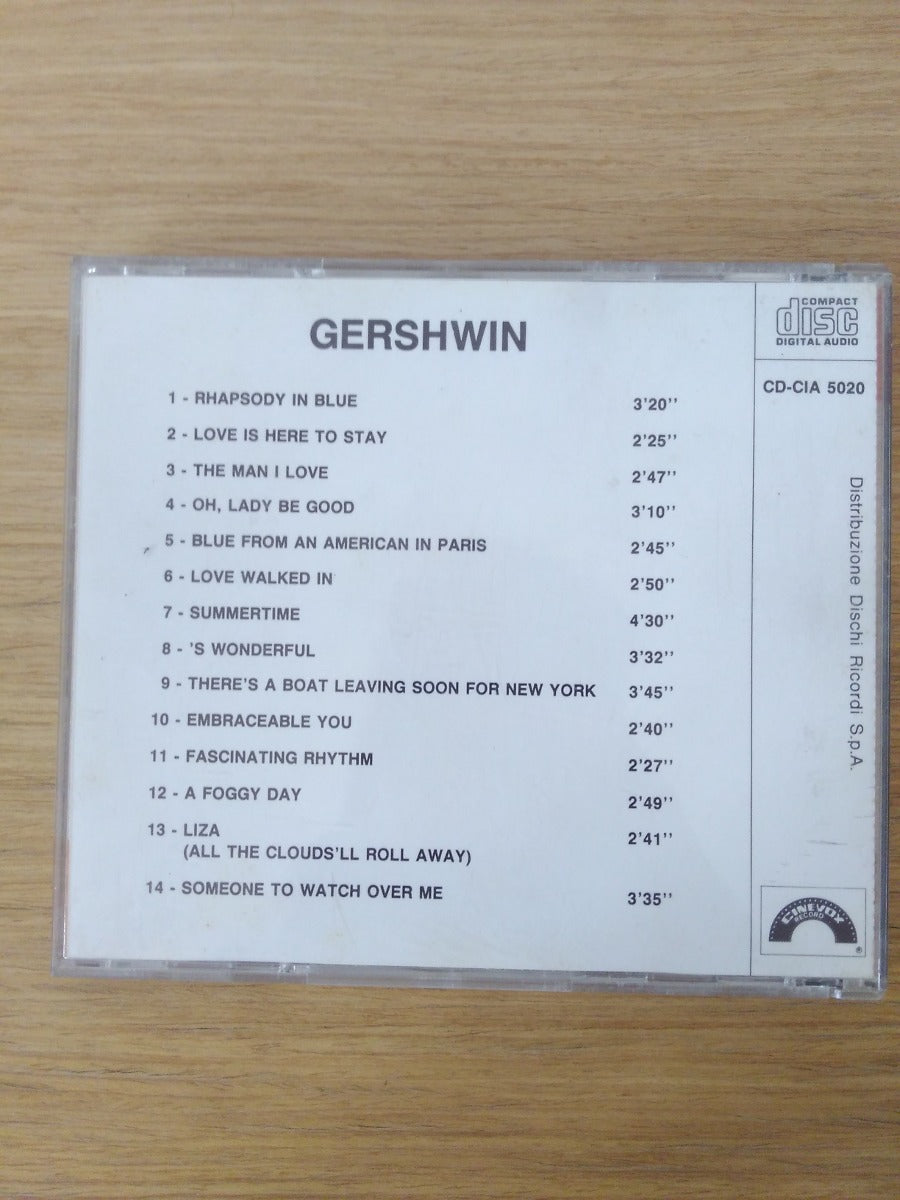 GERSHWIN
1 - RHAPSODY IN BLUE 3'20''
2 - LOVE IS HERE TO STAY 2'25''
3 - THE MAN I LOVE 2'47''
4 - OH, LADY BE GOOD 3'10''
5 - BLUE FROM AN AMERICAN IN PARIS 2'45''
6 - LOVE WALKED IN 2'50''
7 - SUMMERTIME 4'30''
8 - 'S WONDERFUL 3'32''
9 - THERE'S A BOAT LEAVING SOON FOR NEW YORK 3'45''
10 - EMBRACEABLE YOU 2'40''
11 - FASCINATING RHYTHM 2'27''
12 - A FOGGY DAY 2'49''
13 - LIZA 2'41''
(ALL THE CLOUDS'LL ROLL AWAY)
14 - SOMEONE TO WATCH OVER ME 3'35''
COMPACT
disc
DIGITAL AUDIO
CD-CIA 5020
Distribuzione Dischi Ricordi S.p.A.
CINEVOX
RECORD
®